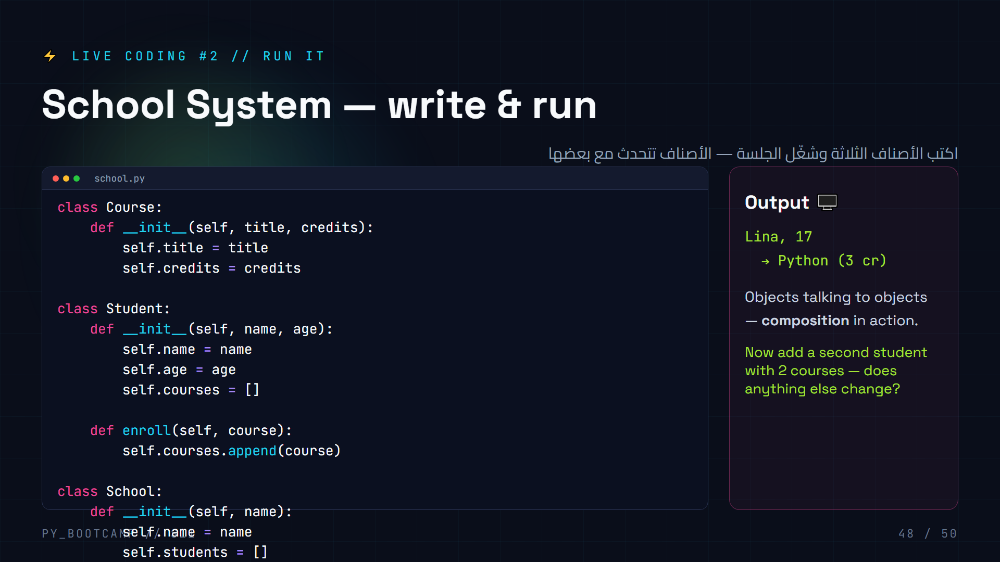 ⚡ LIVE CODING #2 // RUN IT
School System — write & run
اكتب الأصناف الثلاثة وشغّل الجلسة — الأصناف تتحدث مع بعضها
school.py
class Course:
    def __init__(self, title, credits):
        self.title = title
        self.credits = credits

class Student:
    def __init__(self, name, age):
        self.name = name
        self.age = age
        self.courses = []

    def enroll(self, course):
        self.courses.append(course)

class School:
    def __init__(self, name):
        self.name = name
        self.students = []
Output 🖥️
Lina, 17
  → Python (3 cr)
Objects talking to objects
— composition in action.
Now add a second student
with 2 courses — does
anything else change?
PY_BOOTCAMP //
48 / 50